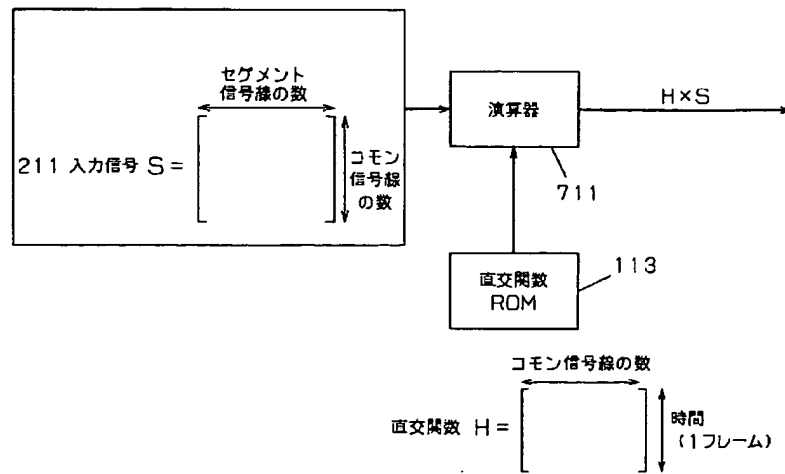 セグメント
信号線の数
211 入力信号 S=
コモン
信号線
の数
演算器
711
H×S
直交関数
ROM
113
コモン信号線の数
直交関数 H=
時間
(1フレーム)